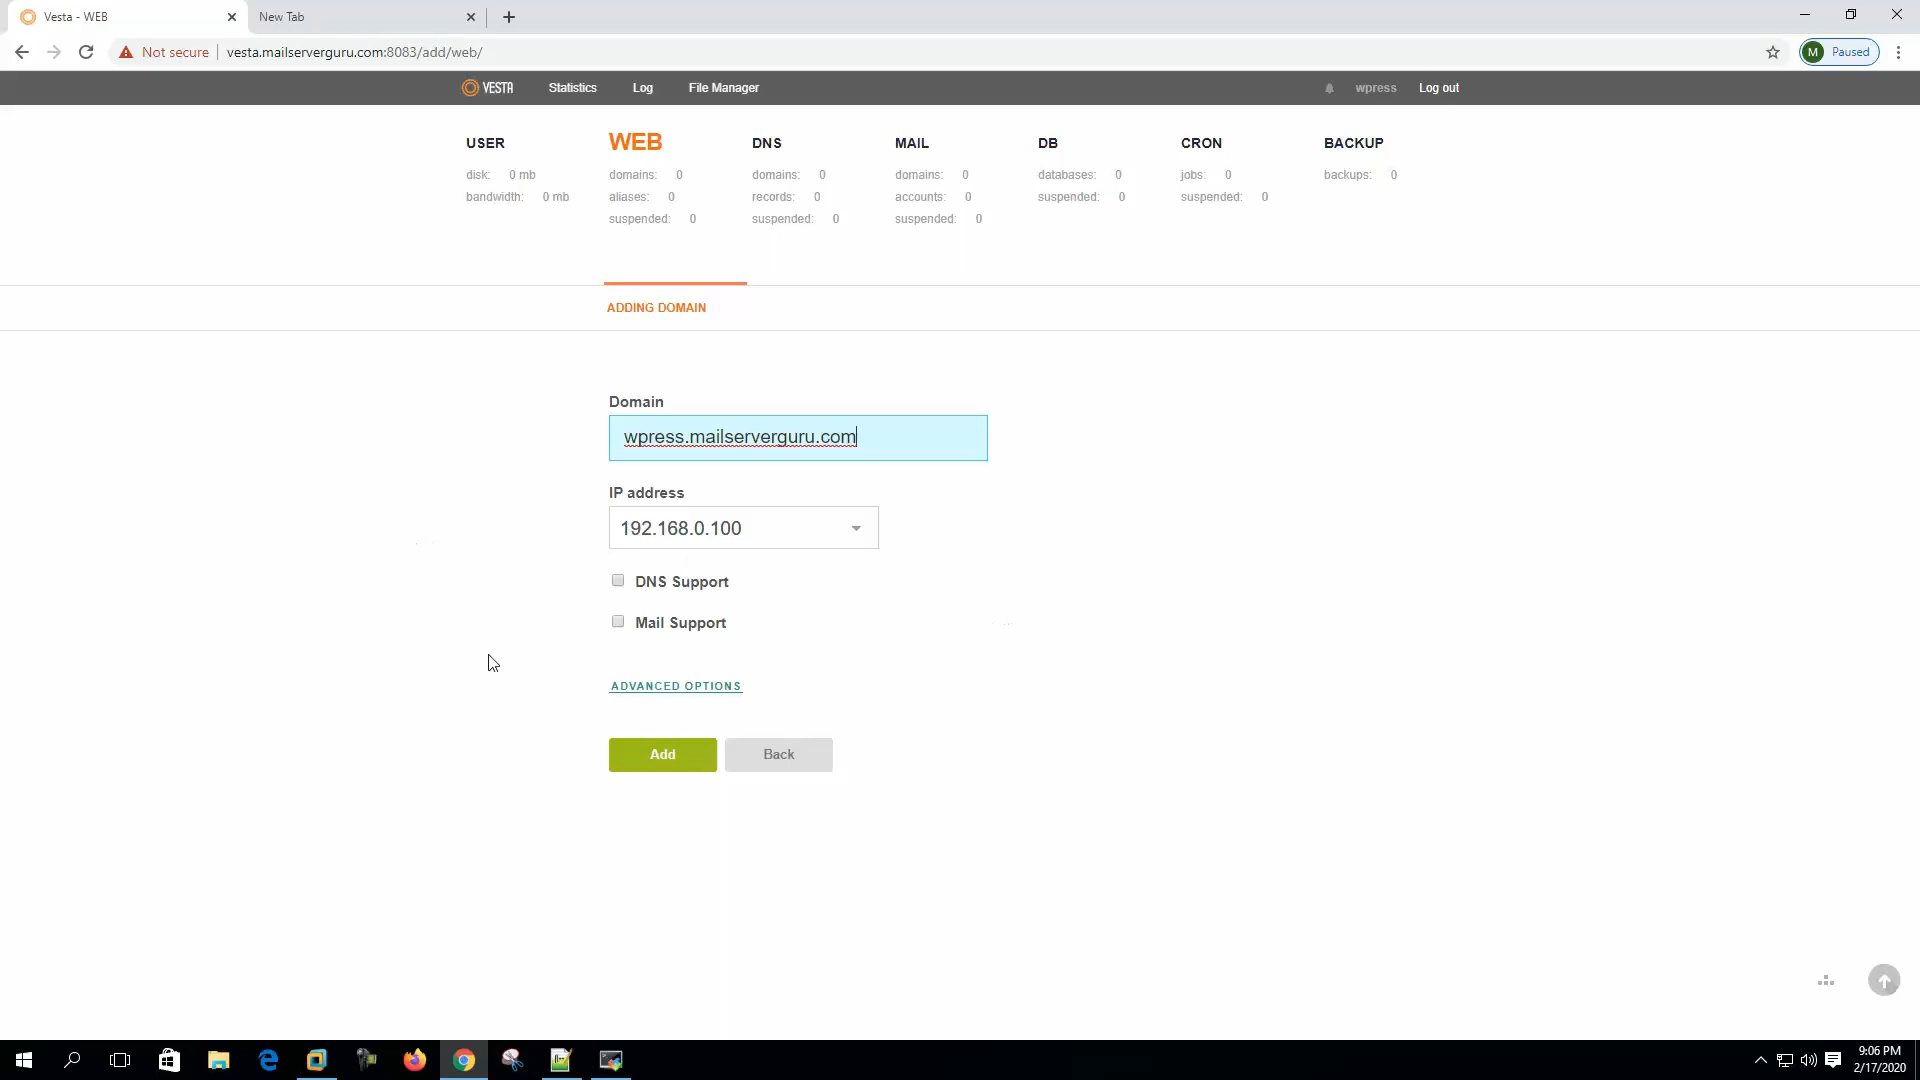 Vesta - WEB
New Tab
Not secure
vesta.mailserverguru.com:8083/add/web/
M
Paused
VESTA
Statistics
Log
File Manager
wpress
Log out
USER
disk: 0 mb
bandwidth: 0 mb
WEB
domains: 0
aliases: 0
suspended: 0
DNS
domains: 0
records: 0
suspended: 0
MAIL
domains: 0
accounts: 0
suspended: 0
DB
databases: 0
suspended: 0
CRON
jobs: 0
suspended: 0
BACKUP
backups: 0
ADDING DOMAIN
Domain
wpress.mailserverguru.com
IP address
192.168.0.100
DNS Support
Mail Support
ADVANCED OPTIONS
Add
Back
9:06 PM
2/17/2020